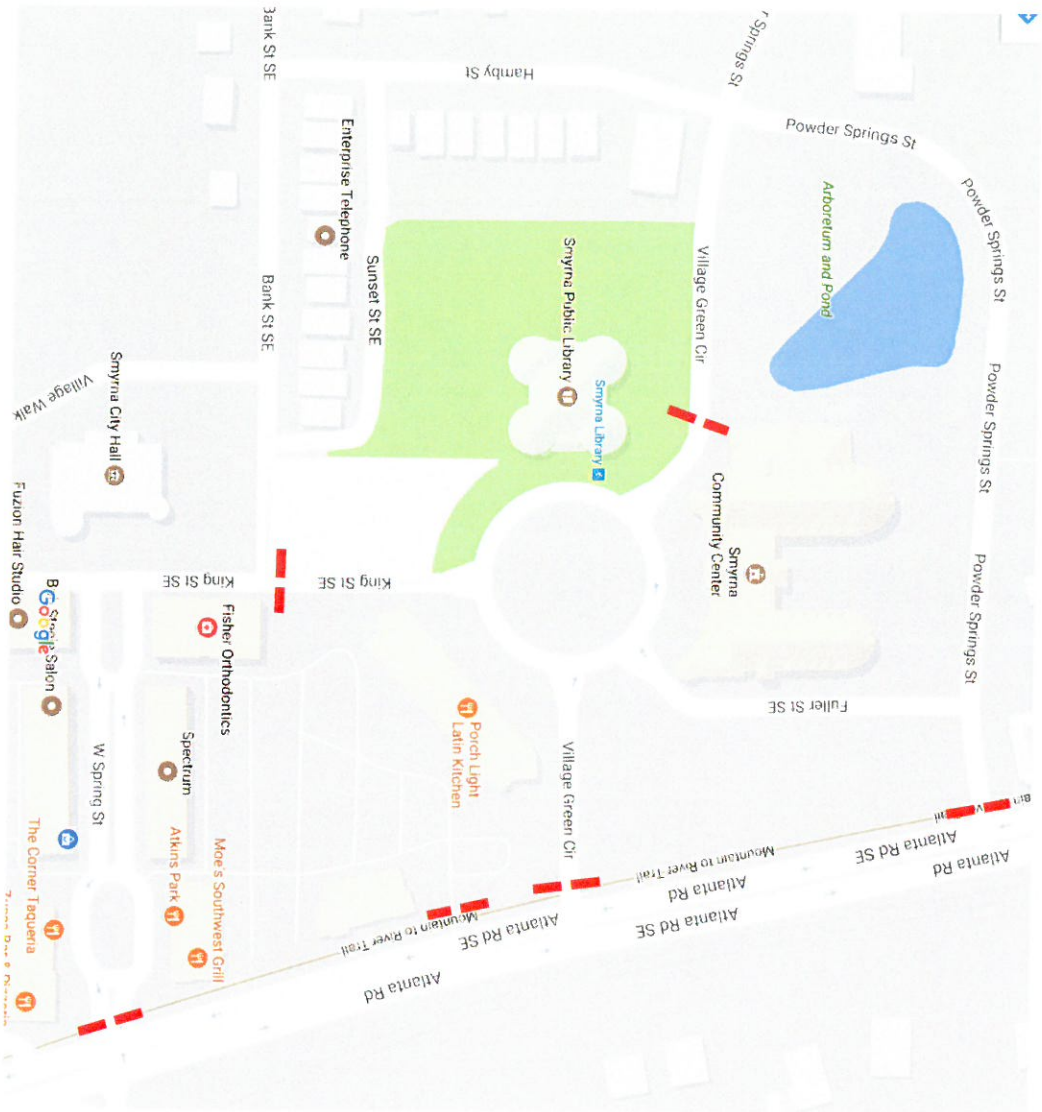 Bank St SE
Hamby St
r Springs St
Powder Springs St
Powder Springs St
Powder Springs St
Powder Springs St
Powder Springs St
Arboretum and Pond
Enterprise Telephone
Sunset St SE
Bank St SE
Smyrna Public Library
Smyrna Library
Village Green Cir
Village Walk
Smyrna City Hall
Smyrna
Community Center
King St SE
King St SE
Fisher Orthodontics
Fuzion Hair Studio
Salon
Google
Fuller St SE
Porch Light
Latin Kitchen
Village Green Cir
Spectrum
W Spring St
Atkins Park
Moe's Southwest Grill
The Corner Taqueria
Mountain to River Trail
Mountain to River Trail
Atlanta Rd SE
Atlanta Rd
Atlanta Rd
Atlanta Rd SE
Atlanta Rd SE
Atlanta Rd